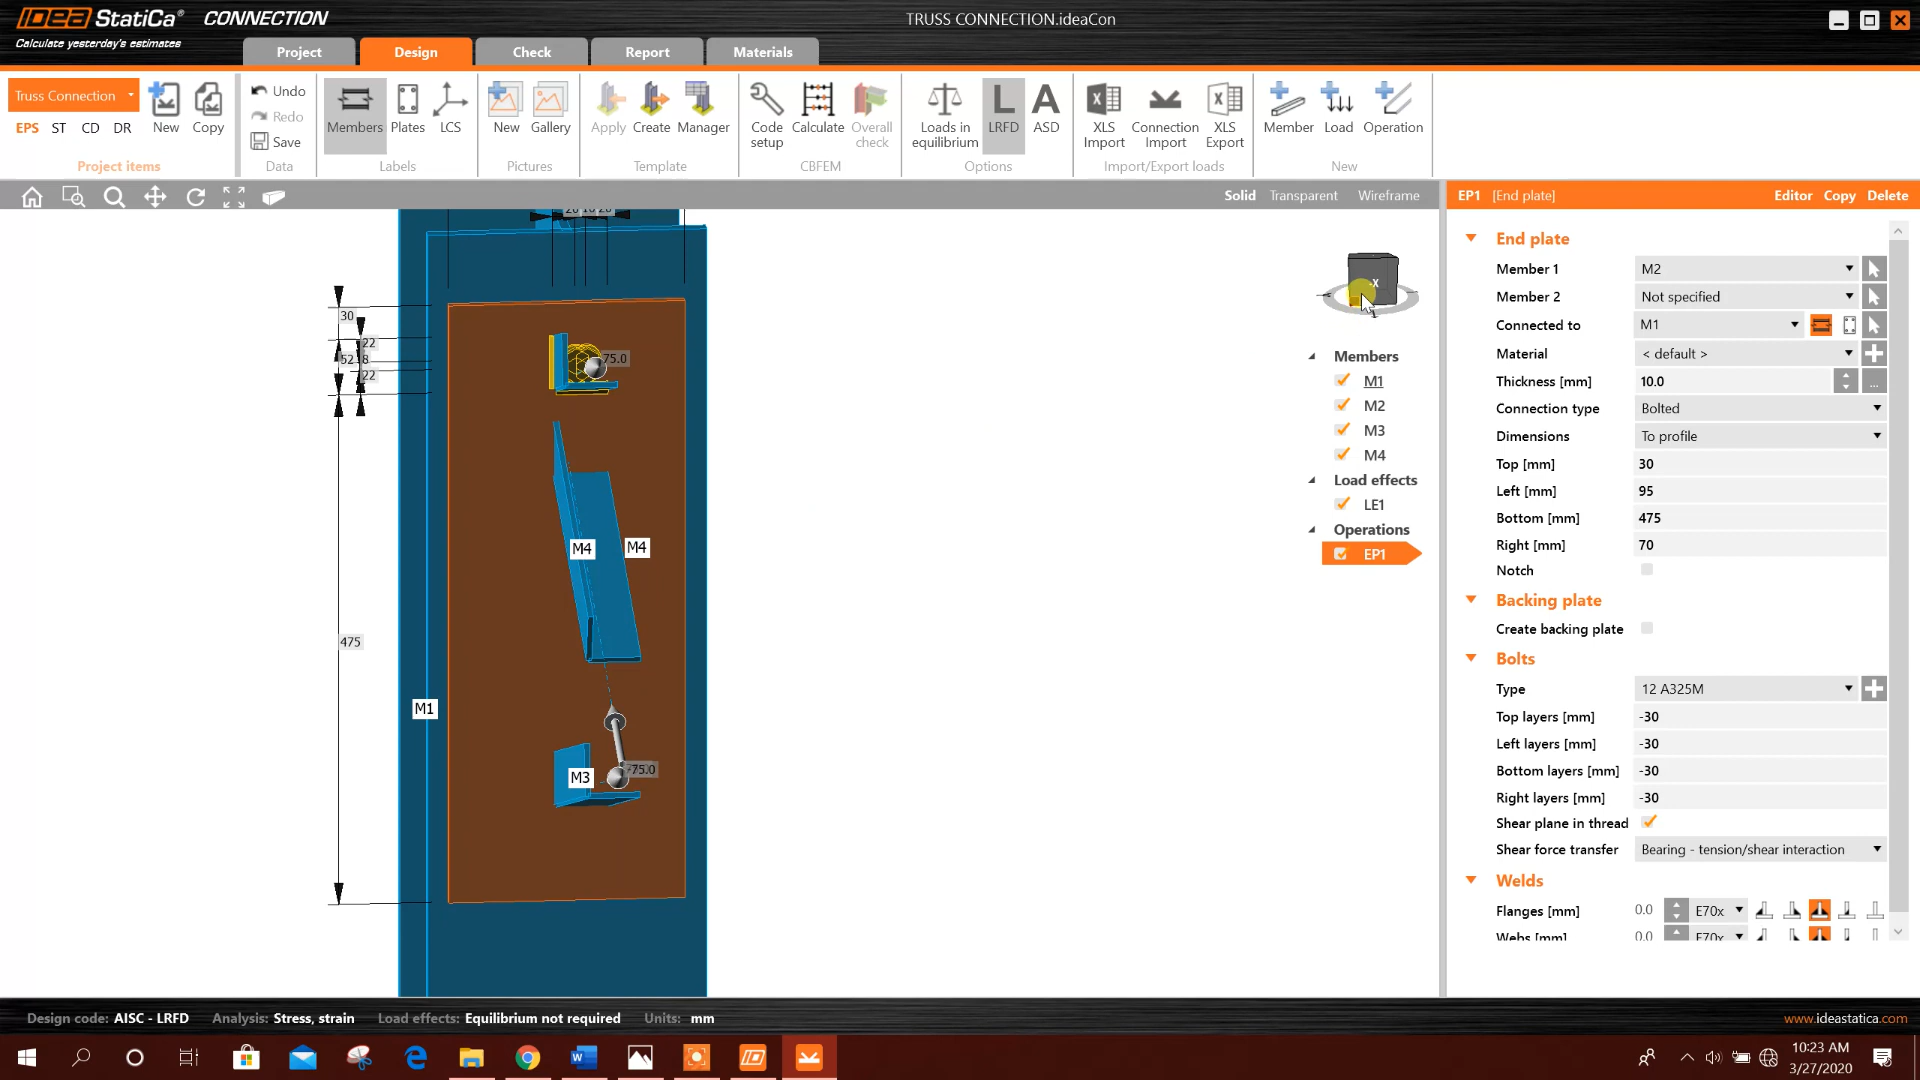 IDEA StatiCa® CONNECTION
TRUSS CONNECTION.ideaCon
Calculate yesterday's estimates
Project Design Check Report Materials
Truss Connection
EPS ST CD DR
New Copy
Undo
Redo
Save
Members Plates LCS
New Gallery
Apply Create Manager
Code setup Calculate Overall check
Loads in equilibrium LRFD ASD
XLS Import Connection Import XLS Export
Member Load Operation
Project items Data Labels Pictures Template CBFEM Options Import/Export loads New
Solid Transparent Wireframe
EP1 [End plate] Editor Copy Delete
20 10 20
30
22
52 8
22
475
75.0
M4 M4
M1
M3
-75.0
-X
Members
M1
M2
M3
M4
Load effects
LE1
Operations
EP1
End plate
Member 1 M2
Member 2 Not specified
Connected to M1
Material < default >
Thickness [mm] 10.0
Connection type Bolted
Dimensions To profile
Top [mm] 30
Left [mm] 95
Bottom [mm] 475
Right [mm] 70
Notch
Backing plate
Create backing plate
Bolts
Type 12 A325M
Top layers [mm] -30
Left layers [mm] -30
Bottom layers [mm] -30
Right layers [mm] -30
Shear plane in thread
Shear force transfer Bearing - tension/shear interaction
Welds
Flanges [mm] 0.0 E70x
Webs [mm] 0.0 E70x
Design code: AISC - LRFD Analysis: Stress, strain Load effects: Equilibrium not required Units: mm
www.ideastatica.com
10:23 AM
3/27/2020